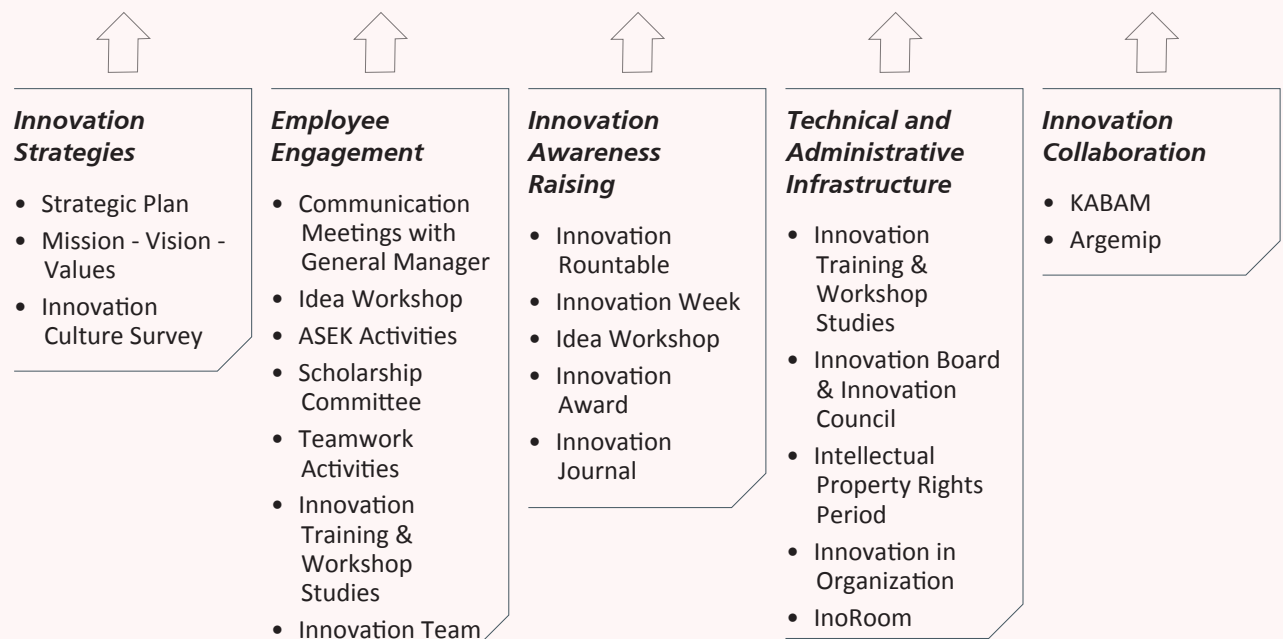 Innovation
Strategies
• Strategic Plan
• Mission - Vision -
Values
• Innovation
Culture Survey
Employee
Engagement
• Communication
Meetings with
General Manager
• Idea Workshop
• ASEK Activities
• Scholarship
Committee
• Teamwork
Activities
• Innovation
Training &
Workshop
Studies
• Innovation Team
Innovation
Awareness
Raising
• Innovation
Rountable
• Innovation Week
• Idea Workshop
• Innovation
Award
• Innovation
Journal
Technical and
Administrative
Infrastructure
• Innovation
Training &
Workshop
Studies
• Innovation Board
& Innovation
Council
• Intellectual
Property Rights
Period
• Innovation in
Organization
• InoRoom
Innovation
Collaboration
• KABAM
• Argemip